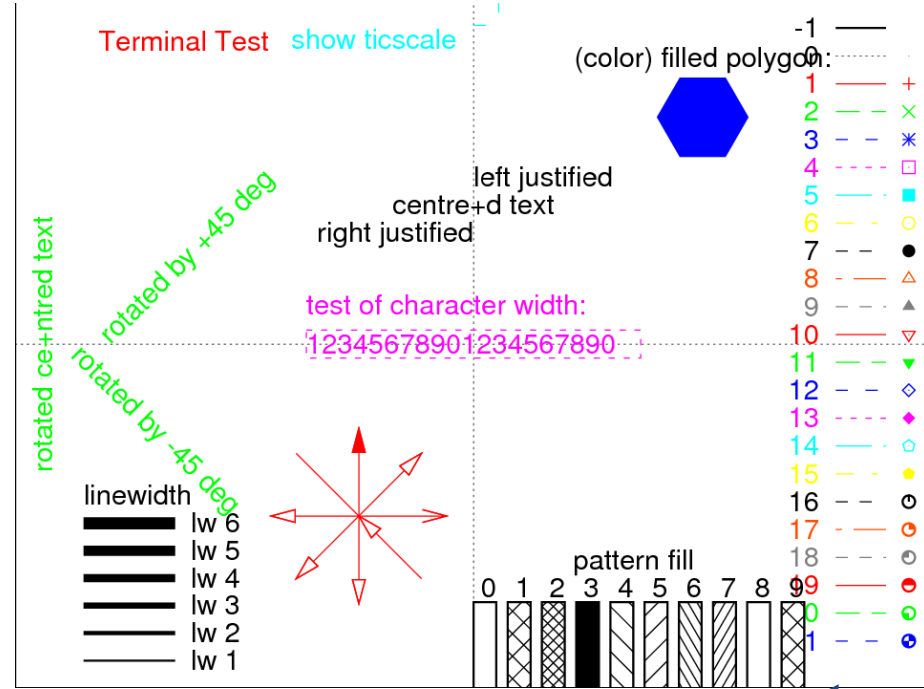 Terminal Test
show ticscale
(color) filled polygon:
left justified
centre+d text
right justified
rotated ce+ntred text
rotated by +45 deg
rotated by -45 deg
test of character width:
12345678901234567890
linewidth
lw 6
lw 5
lw 4
lw 3
lw 2
lw 1
pattern fill
0 1 2 3 4 5 6 7 8 9
-1
0
1
2
3
4
5
6
7
8
9
10
11
12
13
14
15
16
17
18
19
0
1